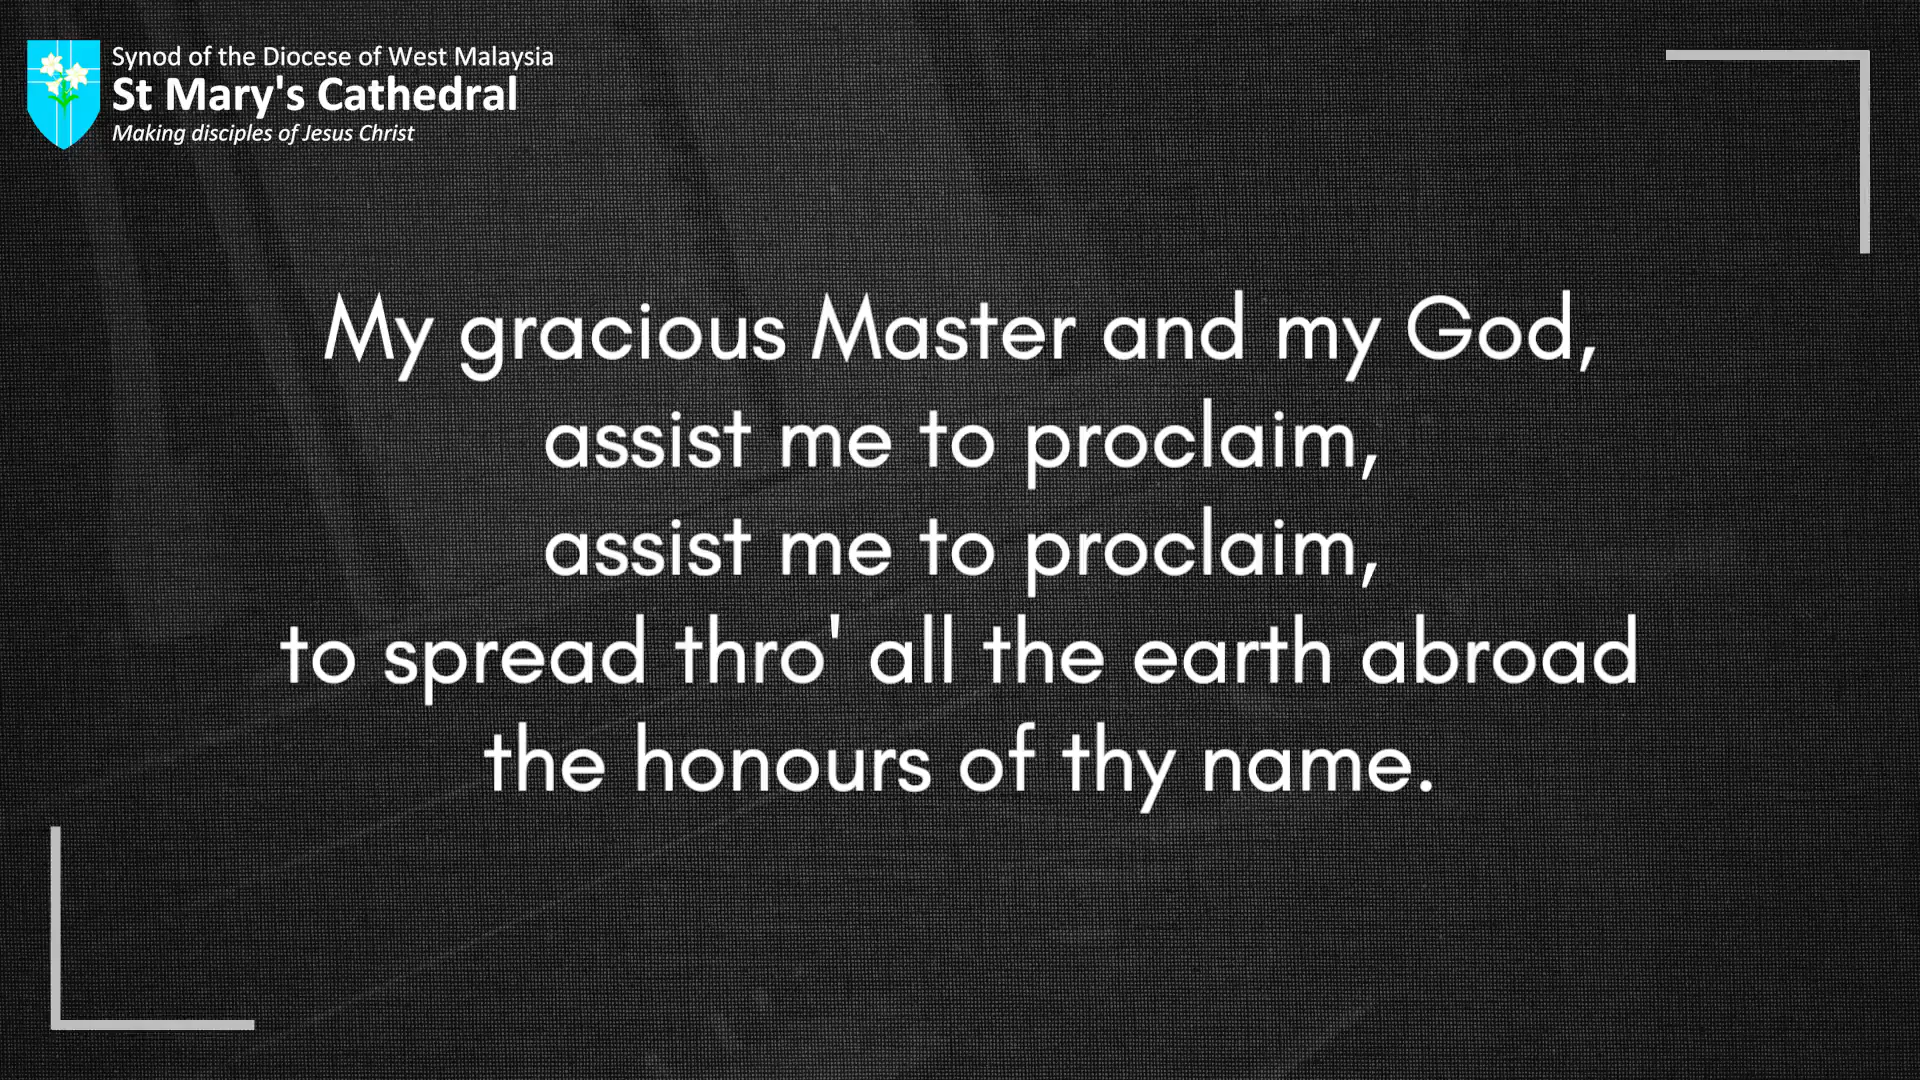 Synod of the Diocese of West Malaysia
St Mary's Cathedral
Making disciples of Jesus Christ
My gracious Master and my God,
assist me to proclaim,
assist me to proclaim,
to spread thro' all the earth abroad
the honours of thy name.